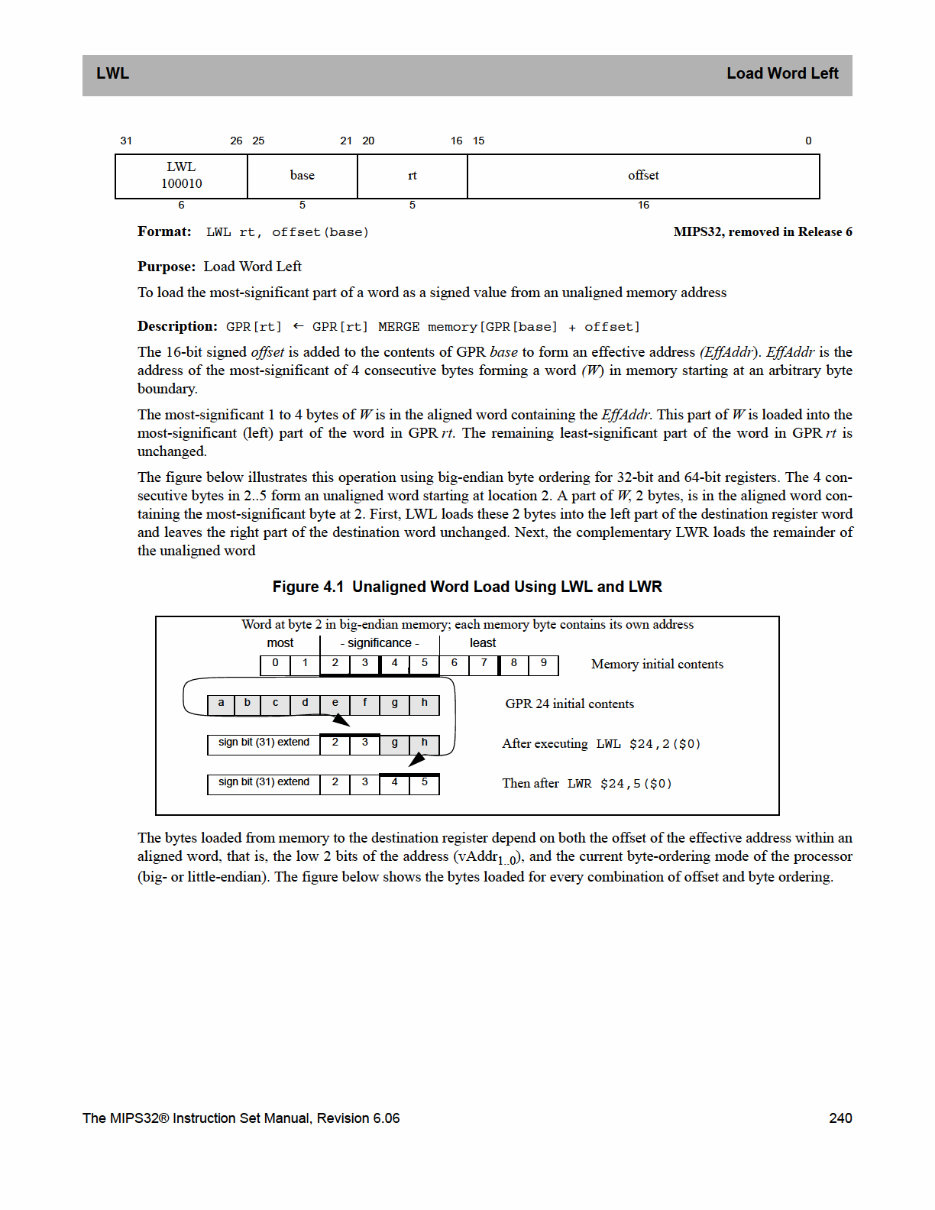 LWL Load Word Left
31 26 25 21 20 16 15 0
LWL
100010 base rt offset
6 5 5 16
Format: LWL rt, offset(base) MIPS32, removed in Release 6
Purpose: Load Word Left
To load the most-significant part of a word as a signed value from an unaligned memory address
Description: GPR[rt] ← GPR[rt] MERGE memory[GPR[base] + offset]
The 16-bit signed offset is added to the contents of GPR base to form an effective address (EffAddr). EffAddr is the
address of the most-significant of 4 consecutive bytes forming a word (W) in memory starting at an arbitrary byte
boundary.
The most-significant 1 to 4 bytes of W is in the aligned word containing the EffAddr. This part of W is loaded into the
most-significant (left) part of the word in GPR rt. The remaining least-significant part of the word in GPR rt is
unchanged.
The figure below illustrates this operation using big-endian byte ordering for 32-bit and 64-bit registers. The 4 con-
secutive bytes in 2..5 form an unaligned word starting at location 2. A part of W, 2 bytes, is in the aligned word con-
taining the most-significant byte at 2. First, LWL loads these 2 bytes into the left part of the destination register word
and leaves the right part of the destination word unchanged. Next, the complementary LWR loads the remainder of
the unaligned word
Figure 4.1 Unaligned Word Load Using LWL and LWR
Word at byte 2 in big-endian memory; each memory byte contains its own address
most - significance - least
0 1 2 3 4 5 6 7 8 9 Memory initial contents
a b c d e f g h GPR 24 initial contents
sign bit (31) extend 2 3 g h After executing LWL $24,2($0)
sign bit (31) extend 2 3 4 5 Then after LWR $24,5($0)
The bytes loaded from memory to the destination register depend on both the offset of the effective address within an
aligned word, that is, the low 2 bits of the address (vAddr1..0), and the current byte-ordering mode of the processor
(big- or little-endian). The figure below shows the bytes loaded for every combination of offset and byte ordering.
The MIPS32® Instruction Set Manual, Revision 6.06 240